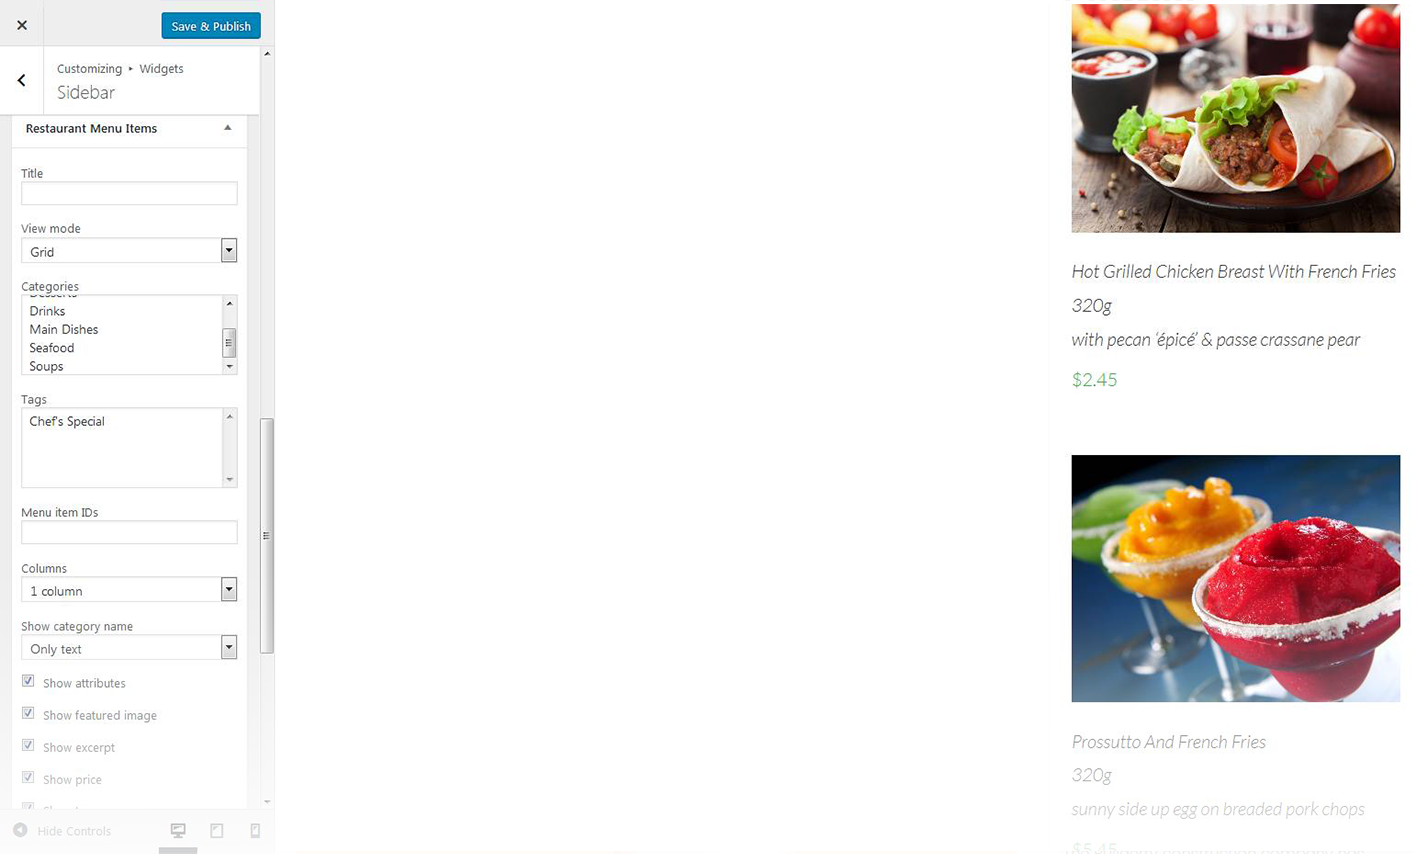 Save & Publish
Customizing ▸ Widgets
Sidebar
Restaurant Menu Items
Title
View mode
Grid
Categories
Desserts
Drinks
Main Dishes
Seafood
Soups
Tags
Chef's Special
Menu item IDs
Columns
1 column
Show category name
Only text
Show attributes
Show featured image
Show excerpt
Show price
Hide Controls
Hot Grilled Chicken Breast With French Fries
320g
with pecan ‘épicé’ & passe crassane pear
$2.45
Prossutto And French Fries
320g
sunny side up egg on breaded pork chops
$5.45